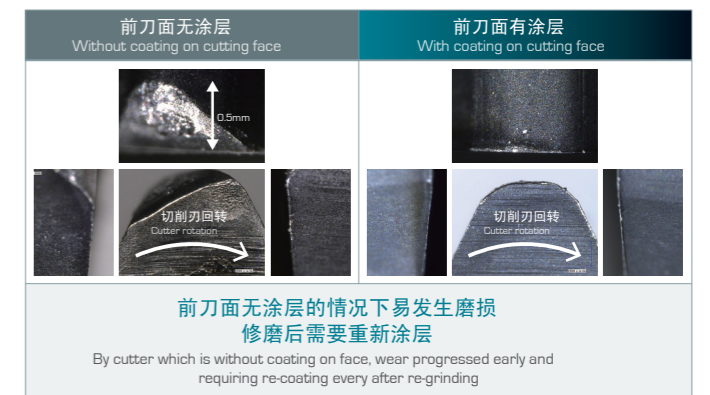 前刀面无涂层
Without coating on cutting face
前刀面有涂层
With coating on cutting face
0.5mm
切削刃回转
Cutter rotation
切削刃回转
Cutter rotation
前刀面无涂层的情况下易发生磨损
修磨后需要重新涂层
By cutter which is without coating on face, wear progressed early and
requiring re-coating every after re-grinding